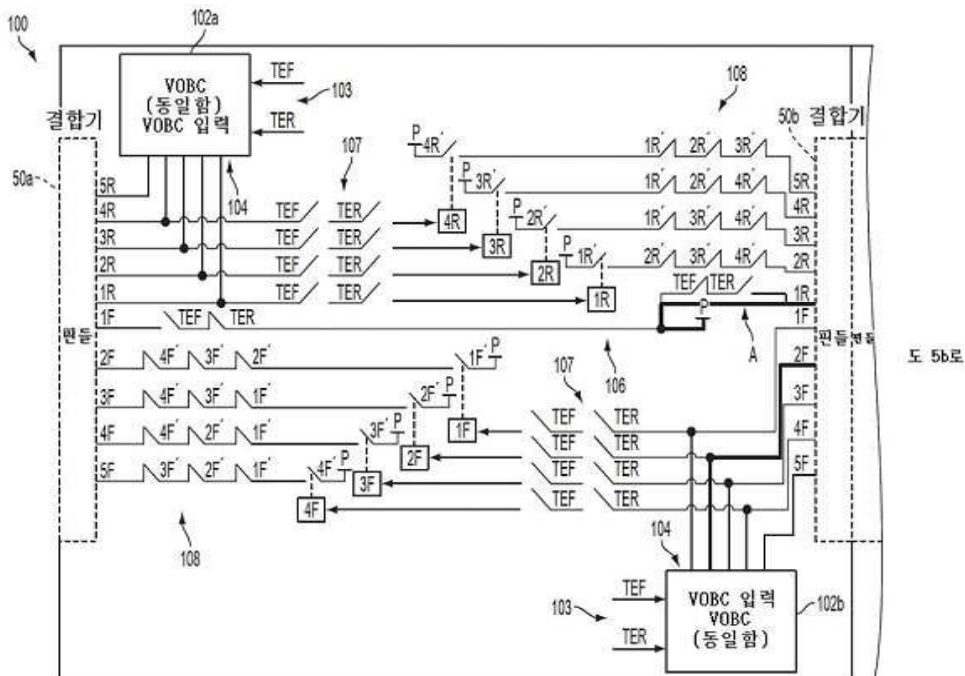 100
102a
VOBC
(동일함)
VOBC 입력
TEF
TER
103
108
결합기
50a
104
107
50b
결합기
P 4R' 1R' 2R' 3R'
P 3R' 1R' 2R' 4R'
P 2R' 1R' 3R' 4R'
P 1R' 2R' 3R' 4R'
5R
4R TEF TER 4R
3R TEF TER 3R
2R TEF TER 2R
1R TEF TER 1R
TEF TER
P
A
106
5R
4R
3R
2R
1R
1F
2F
3F
4F
5F
핀들
핀들
도 5b로
1F TEF TER
2F 4F' 3F' 2F' 1F' P
3F 4F' 3F' 1F' 2F' P
4F 4F' 2F' 1F' 3F' P
5F 3F' 2F' 1F' 4F' P
107
1F TEF TER
2F TEF TER
3F TEF TER
4F TEF TER
108
104
103
TEF
TER
VOBC 입력
VOBC
(동일함)
102b